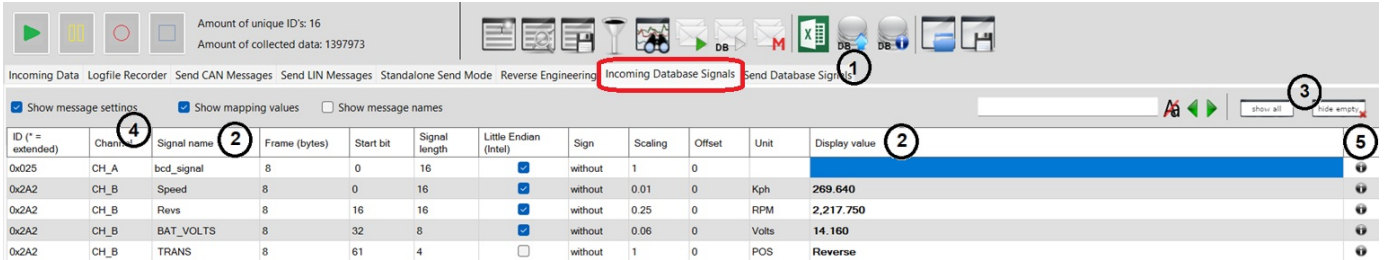 Amount of unique ID's: 16
Amount of collected data: 1397973
DB M X DB DB
Incoming Data Logfile Recorder Send CAN Messages Send LIN Messages Standalone Send Mode Reverse Engineering Incoming Database Signals Send Database Signals
1
Show message settings Show mapping values Show message names Aa show all 3 hide empty
ID (* = extended) Channel 4 Signal name 2 Frame (bytes) Start bit Signal length Little Endian (Intel) Sign Scaling Offset Unit Display value 2 5
0x025 CH_A bcd_signal 8 0 16 without 1 0
0x2A2 CH_B Speed 8 0 16 without 0.01 0 Kph 269.640
0x2A2 CH_B Revs 8 16 16 without 0.25 0 RPM 2,217.750
0x2A2 CH_B BAT_VOLTS 8 32 8 without 0.06 0 Volts 14.160
0x2A2 CH_B TRANS 8 61 4 without 1 0 POS Reverse